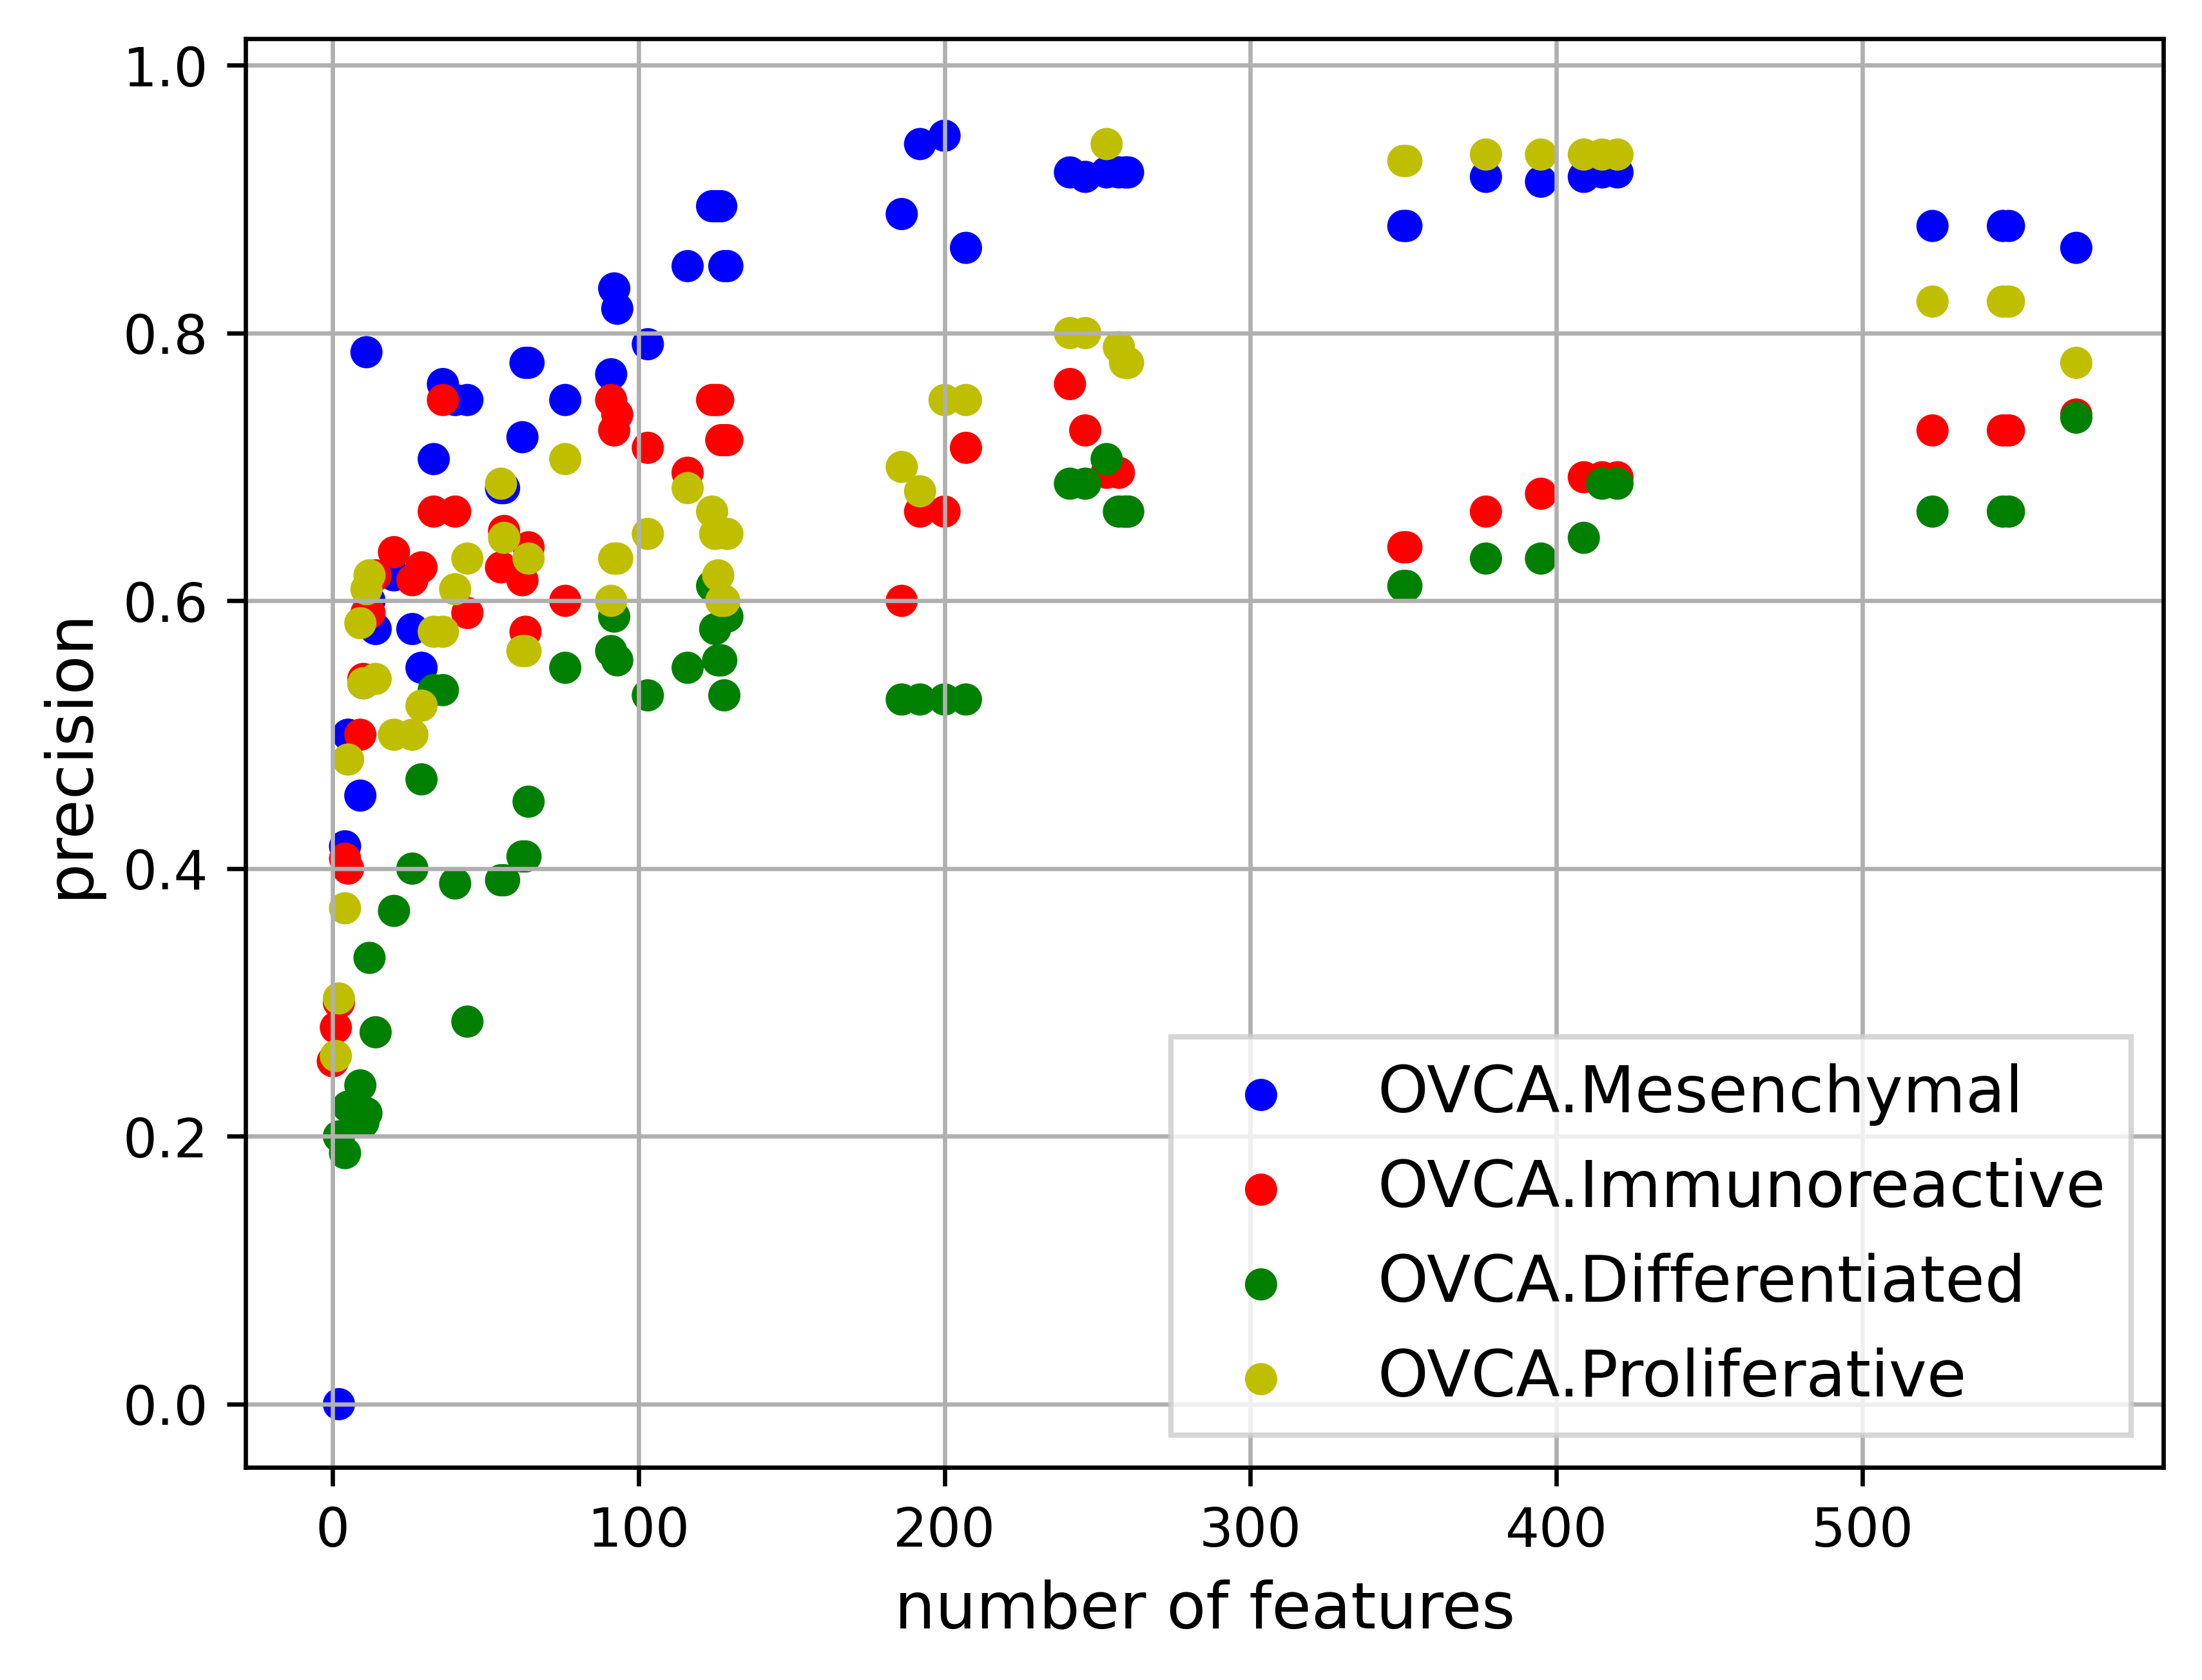 1.0
0.8
0.6
0.4
0.2
0.0
precision
0 100 200 300 400 500
number of features
OVCA.Mesenchymal
OVCA.Immunoreactive
OVCA.Differentiated
OVCA.Proliferative